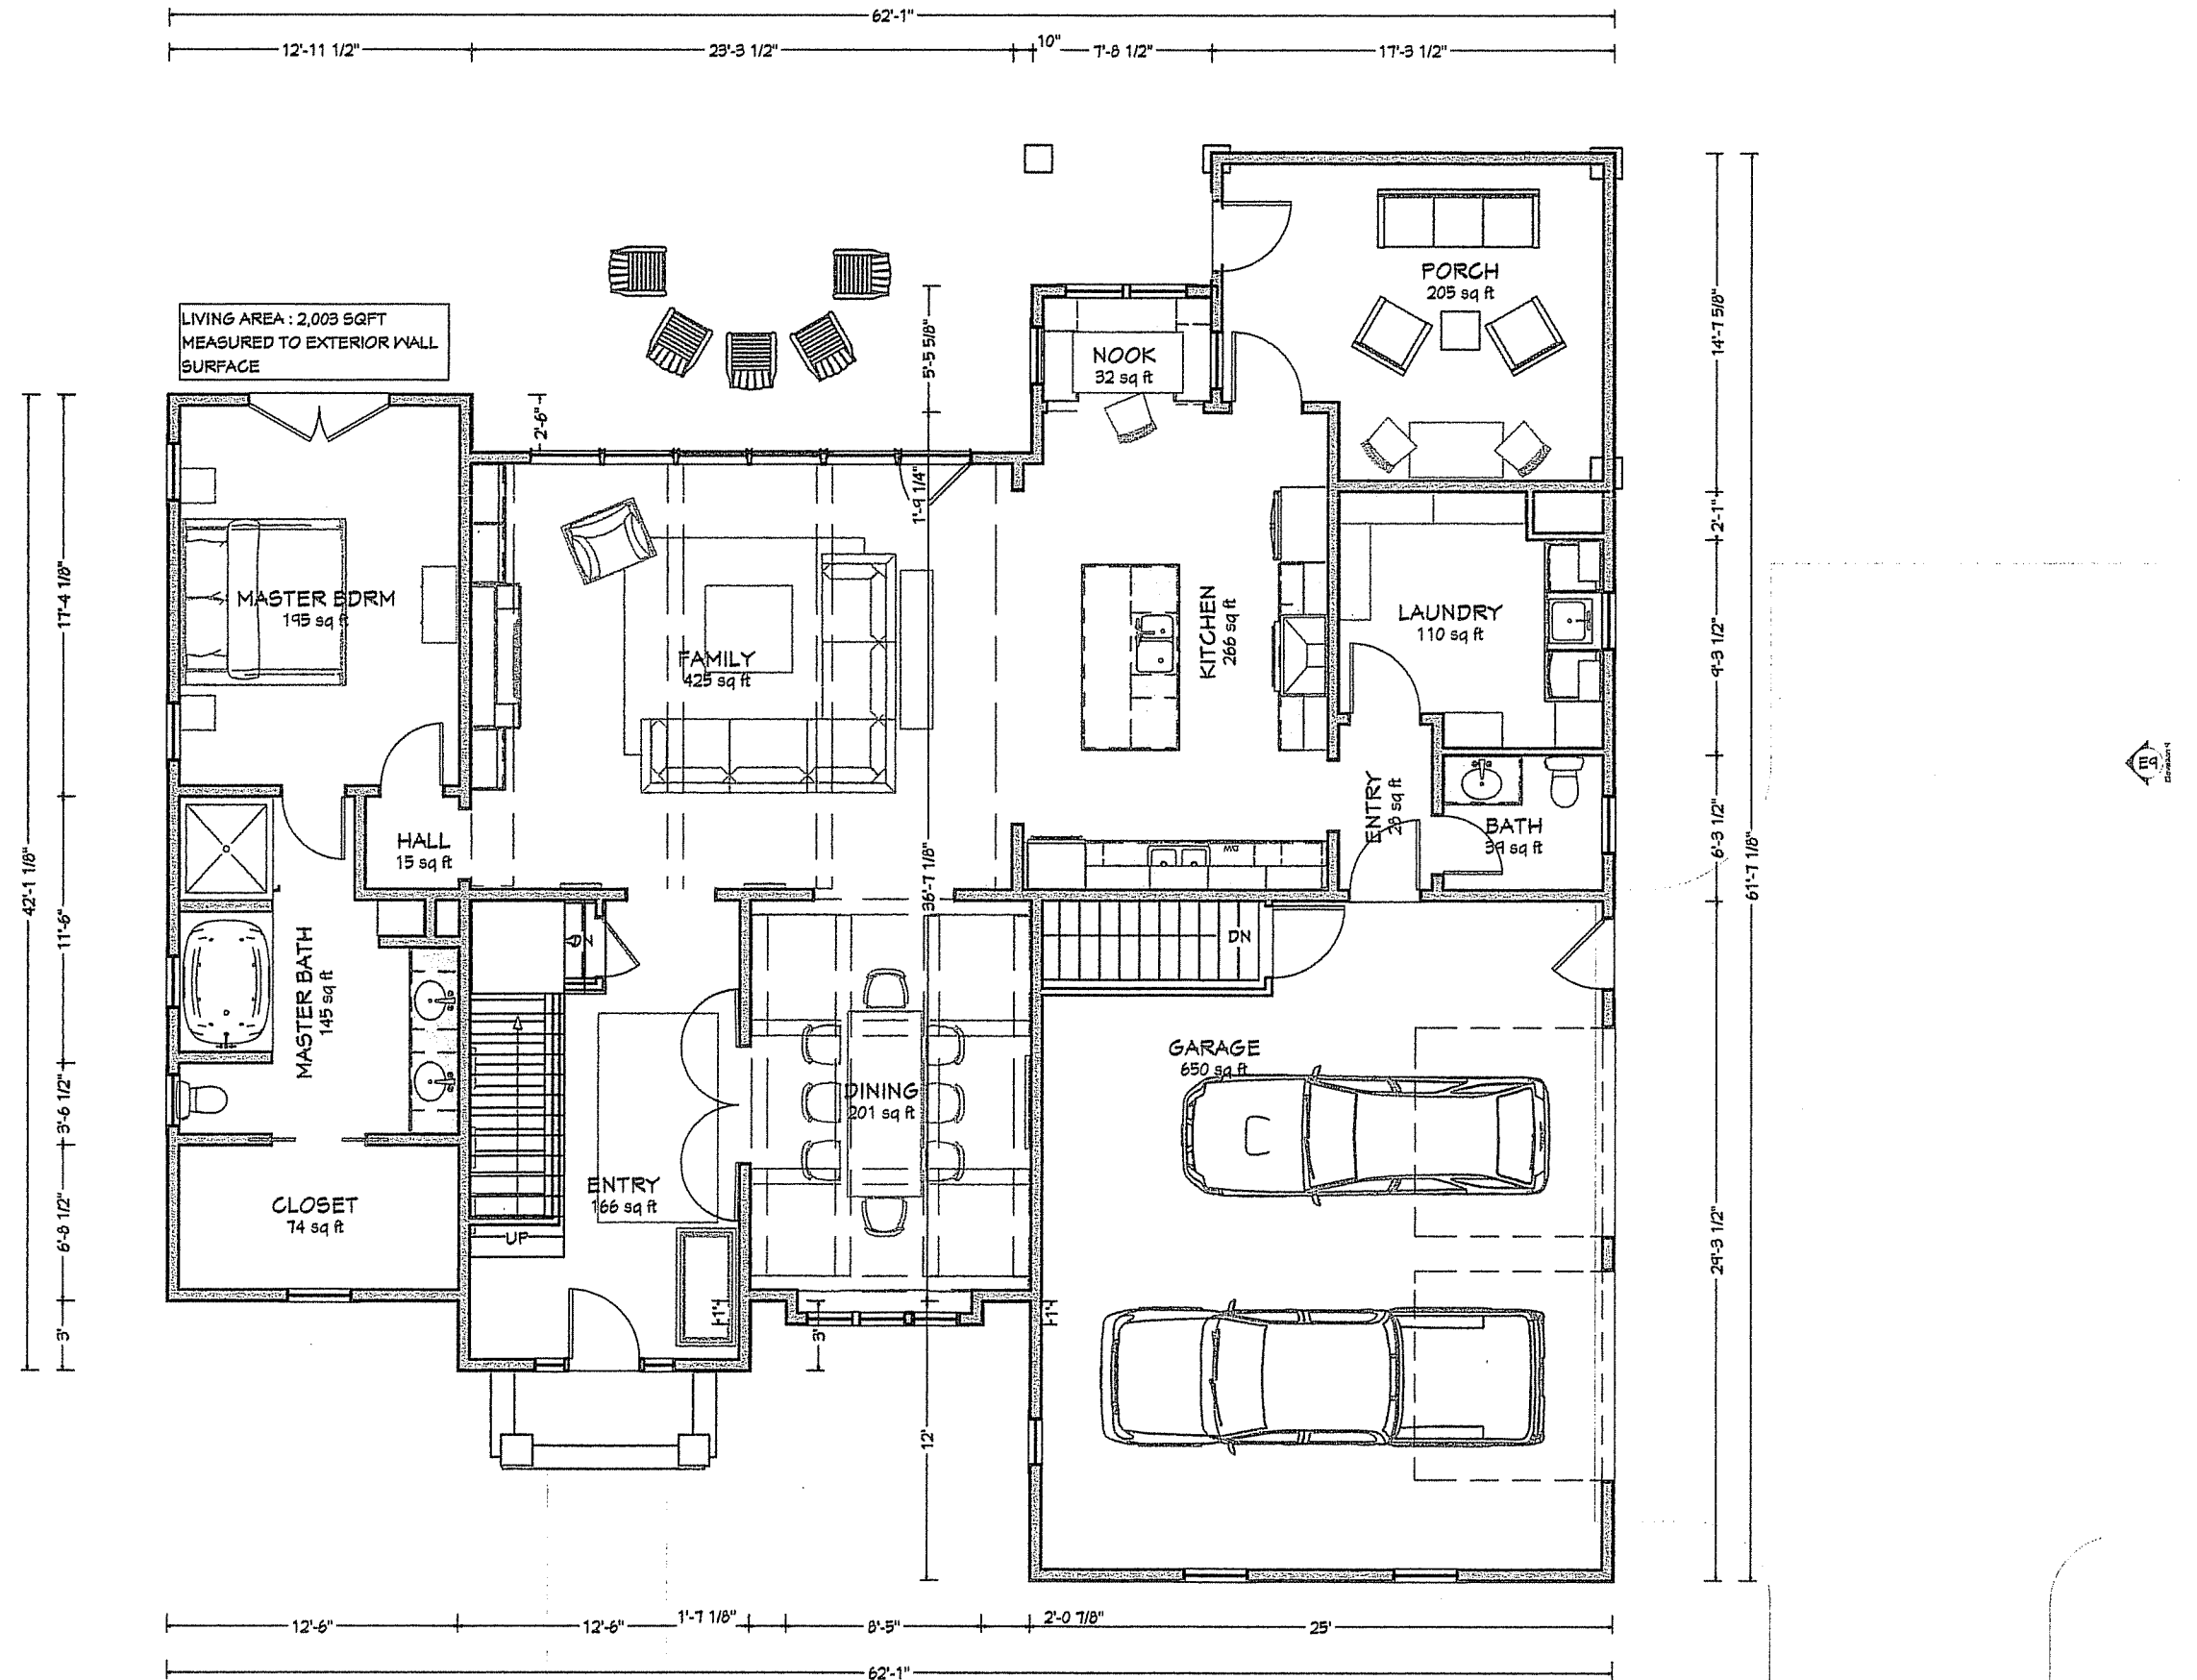 62'-1"
12'-11 1/2"
23'-3 1/2"
10"
7'-8 1/2"
17'-3 1/2"
PORCH
205 sq ft
LIVING AREA : 2,003 SQFT
MEASURED TO EXTERIOR WALL
SURFACE
NOOK
32 sq ft
5'-5 5/8"
14'-7 5/8"
2'-6"
1'-9 1/4"
2'-1"
17'-4 1/8"
MASTER BDRM
195 sq ft
FAMILY
425 sq ft
KITCHEN
266 sq ft
LAUNDRY
110 sq ft
9'-3 1/2"
HALL
15 sq ft
DW
ENTRY
28 sq ft
BATH
39 sq ft
6'-3 1/2"
61'-7 1/8"
42'-1 1/8"
11'-6"
36'-7 1/8"
DN
DN
MASTER BATH
145 sq ft
GARAGE
650 sq ft
3'-6 1/2"
DINING
201 sq ft
ENTRY
166 sq ft
CLOSET
74 sq ft
6'-8 1/2"
UP
29'-3 1/2"
3'
1'
3'
1'
12'
12'-6"
12'-6"
1'-7 1/8"
8'-5"
2'-0 7/8"
25'
62'-1"